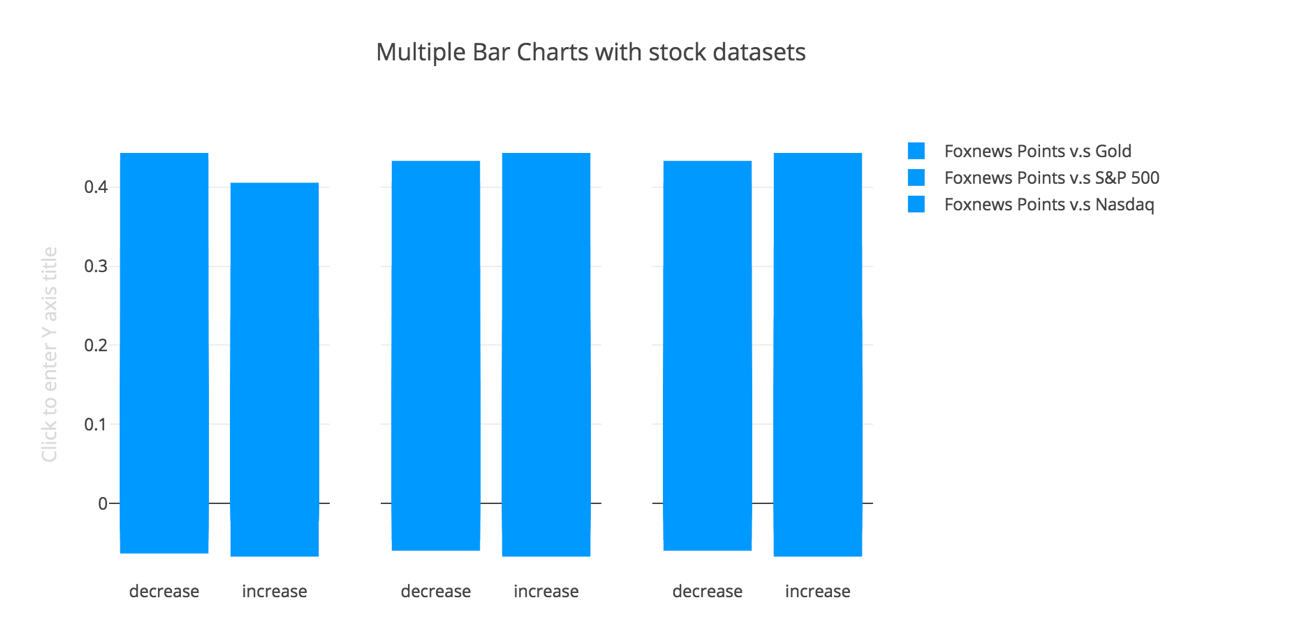 Multiple Bar Charts with stock datasets
Foxnews Points v.s Gold
Foxnews Points v.s S&P 500
Foxnews Points v.s Nasdaq
Click to enter Y axis title
0.4
0.3
0.2
0.1
0
decrease increase decrease increase decrease increase